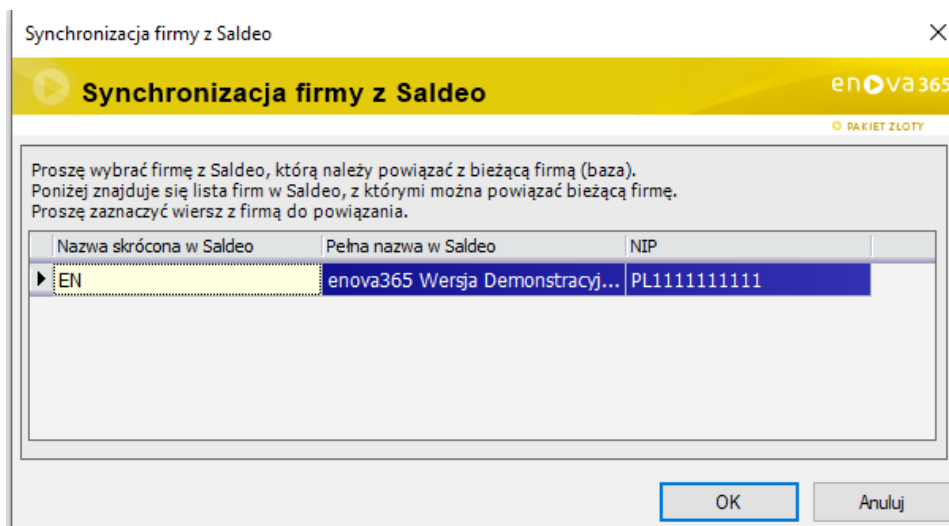 Synchronizacja firmy z Saldeo
Synchronizacja firmy z Saldeo
enova365
PAKIET ZŁOTY
Proszę wybrać firmę z Saldeo, którą należy powiązać z bieżącą firmą (baza).
Poniżej znajduje się lista firm w Saldeo, z którymi można powiązać bieżącą firmę.
Proszę zaznaczyć wiersz z firmą do powiązania.
Nazwa skrócona w Saldeo Pełna nazwa w Saldeo NIP
EN enova365 Wersja Demonstracyj... PL1111111111
OK Anuluj